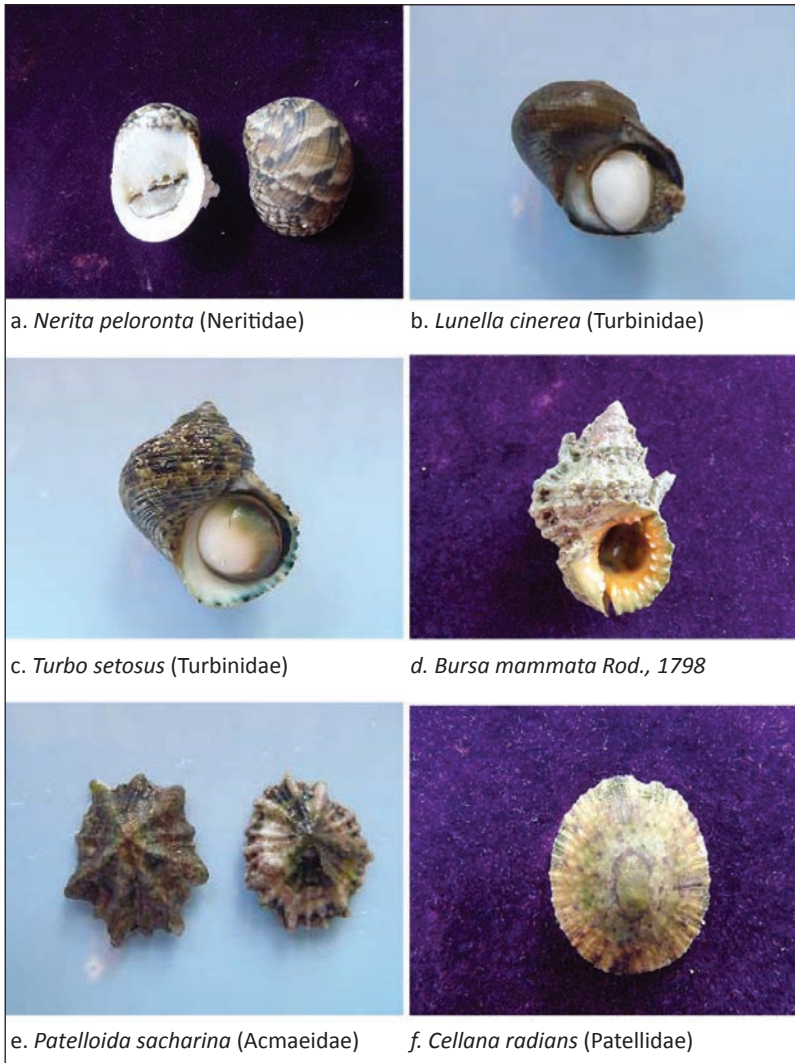 a. Nerita peloronta (Neritidae)
b. Lunella cinerea (Turbinidae)
c. Turbo setosus (Turbinidae)
d. Bursa mammata Rod., 1798
e. Patelloida sacharina (Acmaeidae)
f. Cellana radians (Patellidae)